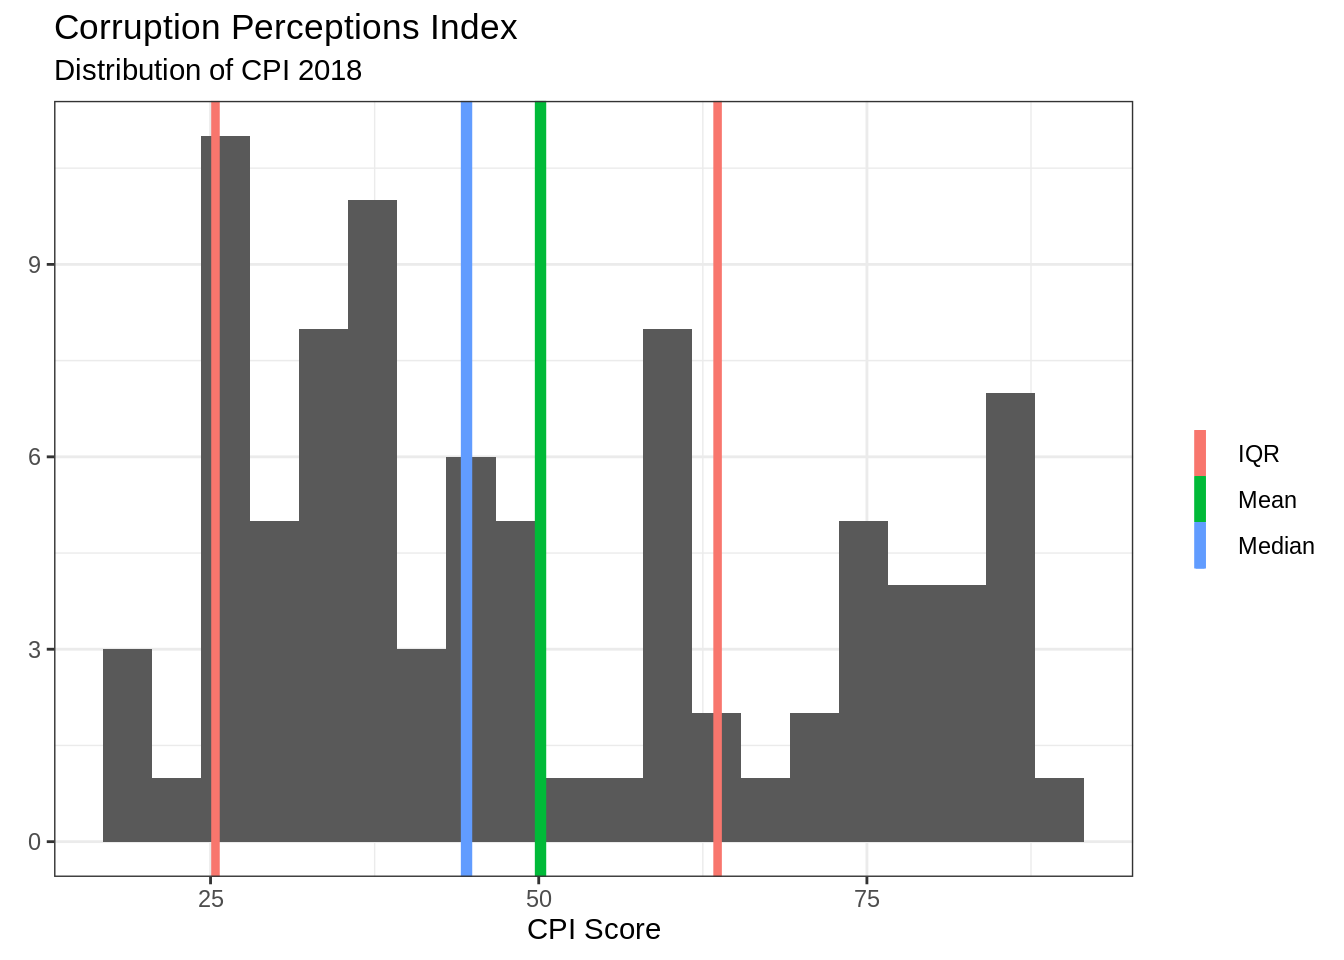 Corruption Perceptions Index
Distribution of CPI 2018
9
6
3
0
25 50 75
CPI Score
IQR
Mean
Median